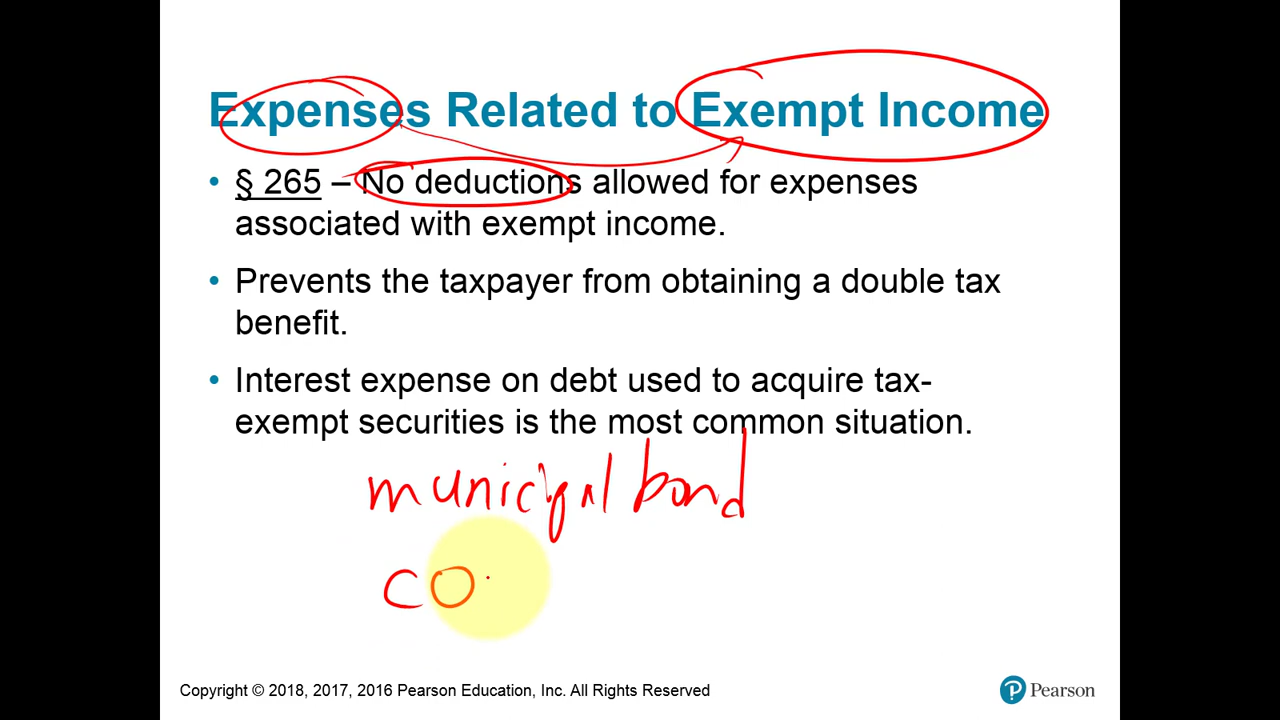 Expenses Related to Exempt Income
• § 265 – No deductions allowed for expenses
associated with exempt income.
• Prevents the taxpayer from obtaining a double tax
benefit.
• Interest expense on debt used to acquire tax-
exempt securities is the most common situation.
municipal bond
co
Copyright © 2018, 2017, 2016 Pearson Education, Inc. All Rights Reserved
P Pearson